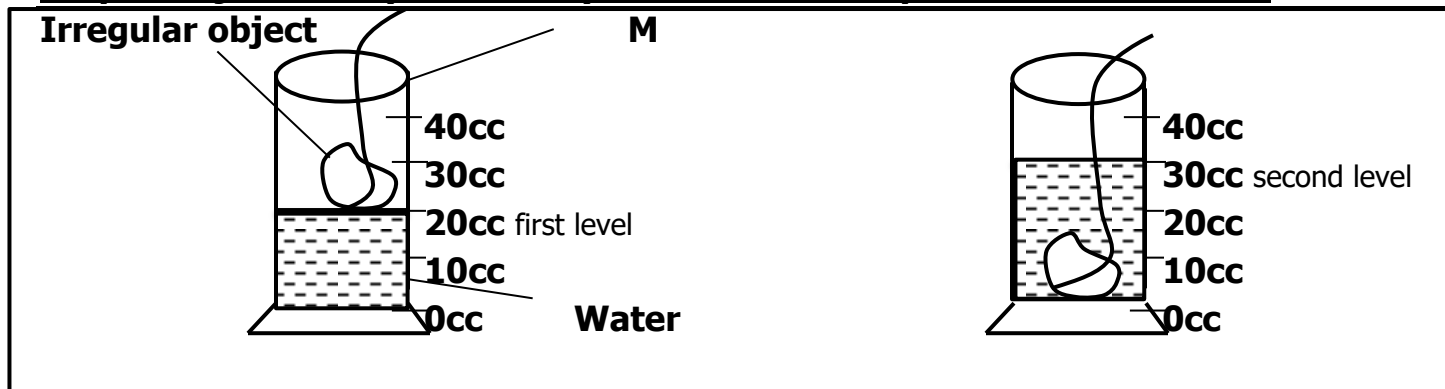 Irregular object M
40cc
30cc
20cc first level
10cc
0cc Water
40cc
30cc second level
20cc
10cc
0cc